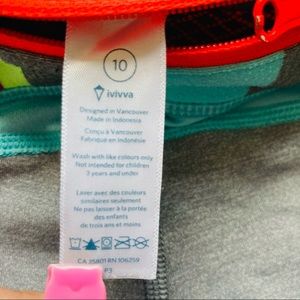 10
ivivva
Designed in Vancouver
Made in Indonesia
Conçu à Vancouver
Fabriqué en Indonésie
Wash with like colours only
Not intended for children
3 years and under
Laver avec des couleurs
similaires seulement
Ne pas laisser à la portée
des enfants
de trois ans et moins
CA 35801 RN 106259
P3